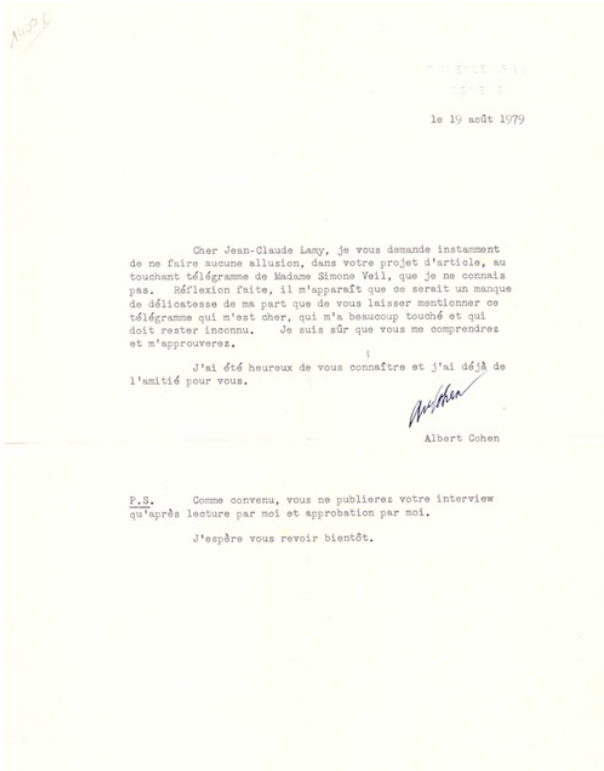 le 19 août 1979
Cher Jean-Claude Lamy, je vous demande instamment
de ne faire aucune allusion, dans votre projet d'article, au
touchant télégramme de Madame Simone Veil, que je ne connais
pas. Réflexion faite, il m'apparaît que ce serait un manque
de délicatesse de ma part que de vous laisser mentionner ce
télégramme qui m'est cher, qui m'a beaucoup touché et qui
doit rester inconnu. Je suis sûr que vous me comprendrez
et m'approuverez.
J'ai été heureux de vous connaître et j'ai déjà de
l'amitié pour vous.
Albert Cohen
P.S. Comme convenu, vous ne publierez votre interview
qu'après lecture par moi et approbation par moi.
J'espère vous revoir bientôt.